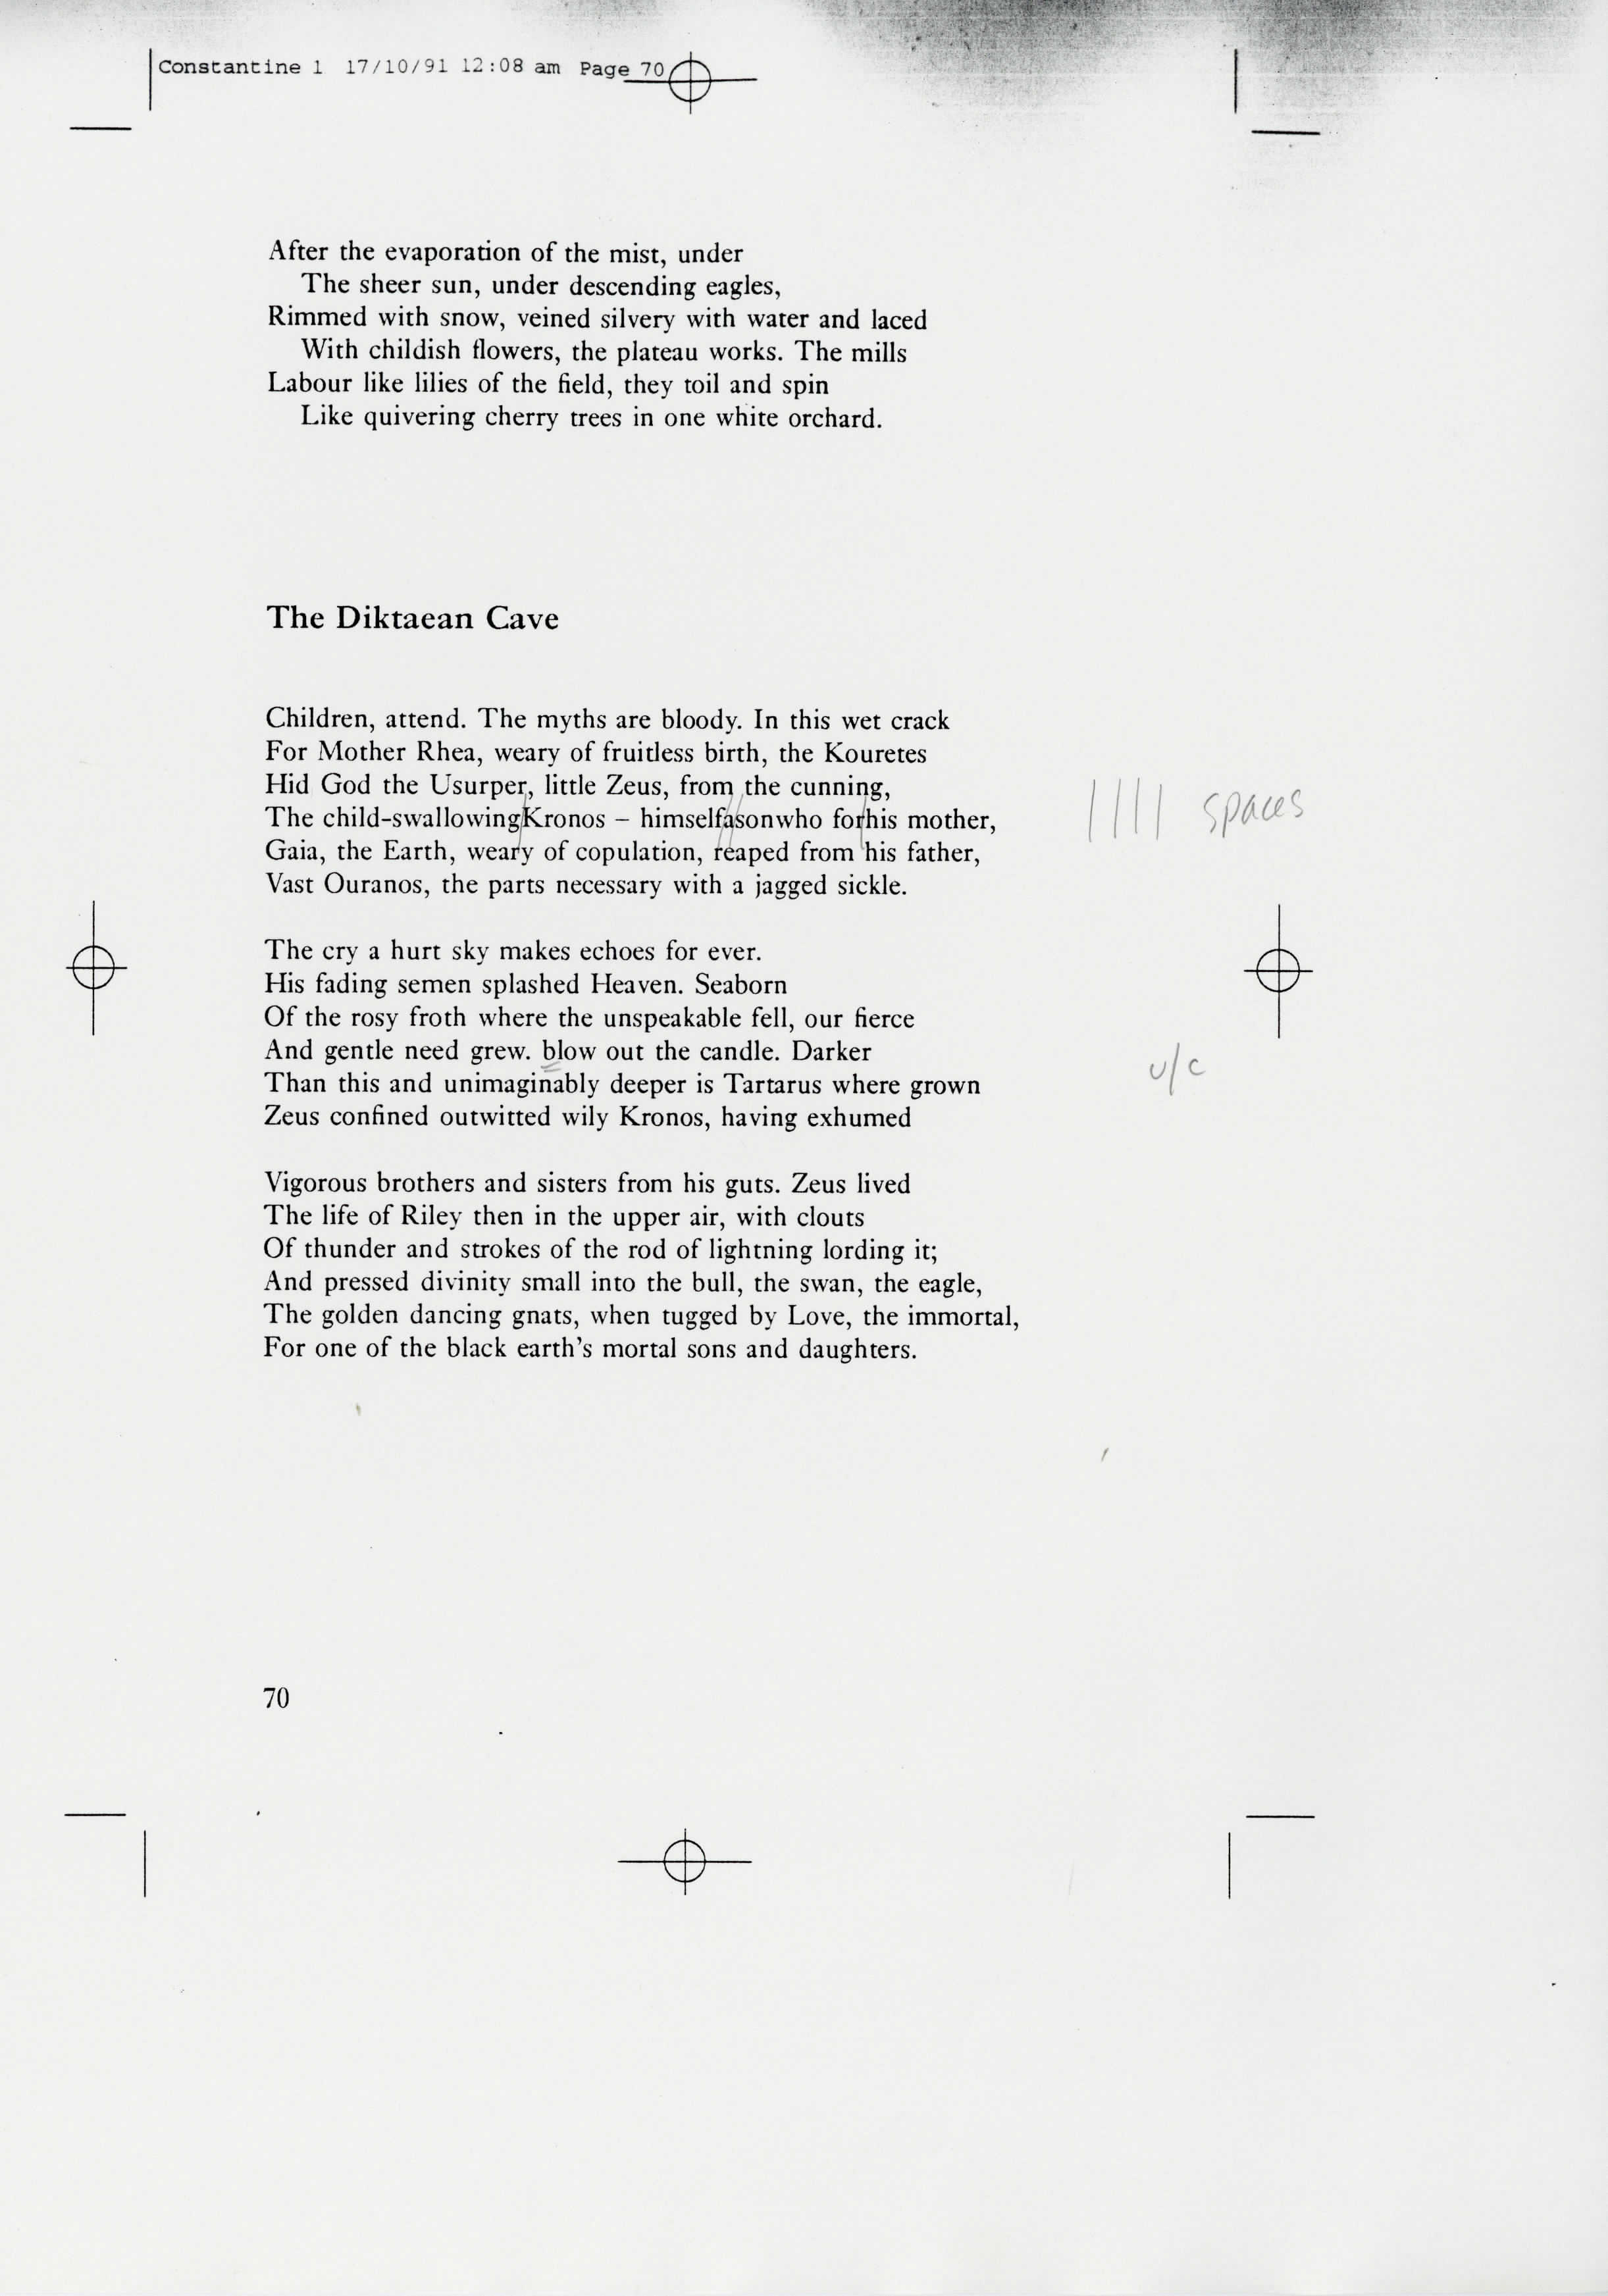 Constantine 1 17/10/91 12:08 am Page 70
After the evaporation of the mist, under
The sheer sun, under descending eagles,
Rimmed with snow, veined silvery with water and laced
With childish flowers, the plateau works. The mills
Labour like lilies of the field, they toil and spin
Like quivering cherry trees in one white orchard.
The Diktaean Cave
Children, attend. The myths are bloody. In this wet crack
For Mother Rhea, weary of fruitless birth, the Kouretes
Hid God the Usurper, little Zeus, from the cunning,
The child-swallowingKronos – himselfasonwho forhis mother,
|||| spaces
Gaia, the Earth, weary of copulation, reaped from his father,
Vast Ouranos, the parts necessary with a jagged sickle.
The cry a hurt sky makes echoes for ever.
His fading semen splashed Heaven. Seaborn
Of the rosy froth where the unspeakable fell, our fierce
And gentle need grew. blow out the candle. Darker
u/c
Than this and unimaginably deeper is Tartarus where grown
Zeus confined outwitted wily Kronos, having exhumed
Vigorous brothers and sisters from his guts. Zeus lived
The life of Riley then in the upper air, with clouts
Of thunder and strokes of the rod of lightning lording it;
And pressed divinity small into the bull, the swan, the eagle,
The golden dancing gnats, when tugged by Love, the immortal,
For one of the black earth's mortal sons and daughters.
70